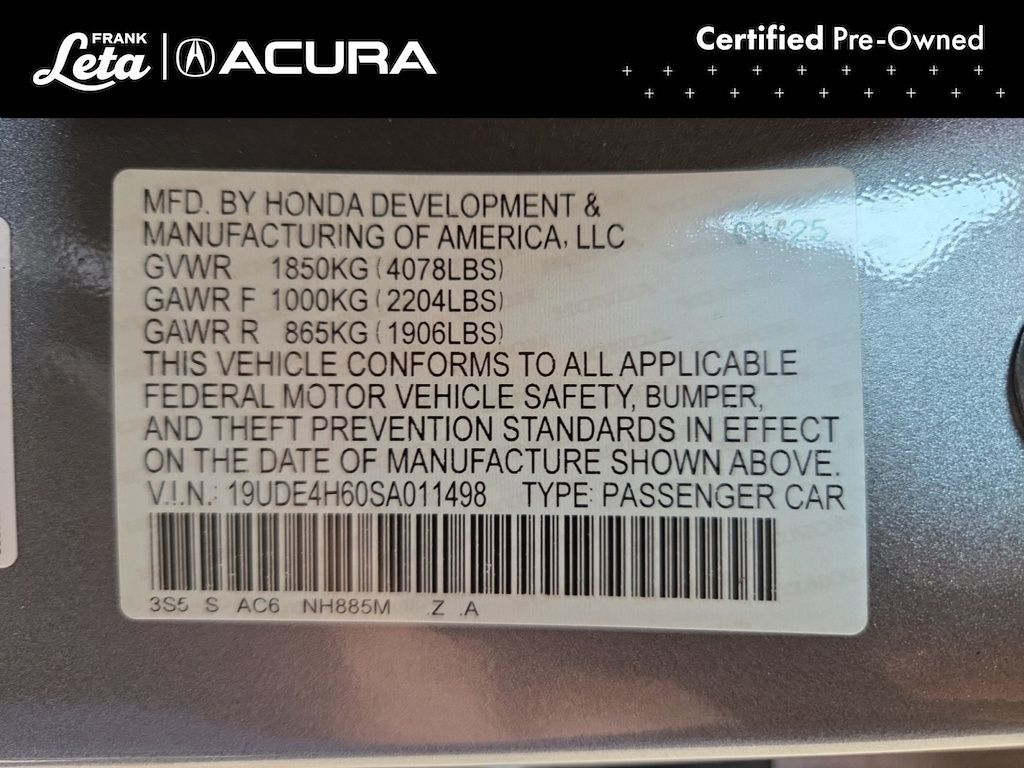 FRANK
Leta
ACURA
Certified Pre-Owned
MFD. BY HONDA DEVELOPMENT &
MANUFACTURING OF AMERICA, LLC 01/25
GVWR 1850KG (4078LBS)
GAWR F 1000KG (2204LBS)
GAWR R 865KG (1906LBS)
THIS VEHICLE CONFORMS TO ALL APPLICABLE
FEDERAL MOTOR VEHICLE SAFETY, BUMPER,
AND THEFT PREVENTION STANDARDS IN EFFECT
ON THE DATE OF MANUFACTURE SHOWN ABOVE.
V.I.N.: 19UDE4H60SA011498 TYPE: PASSENGER CAR
3S5 S AC6 NH885M Z .A